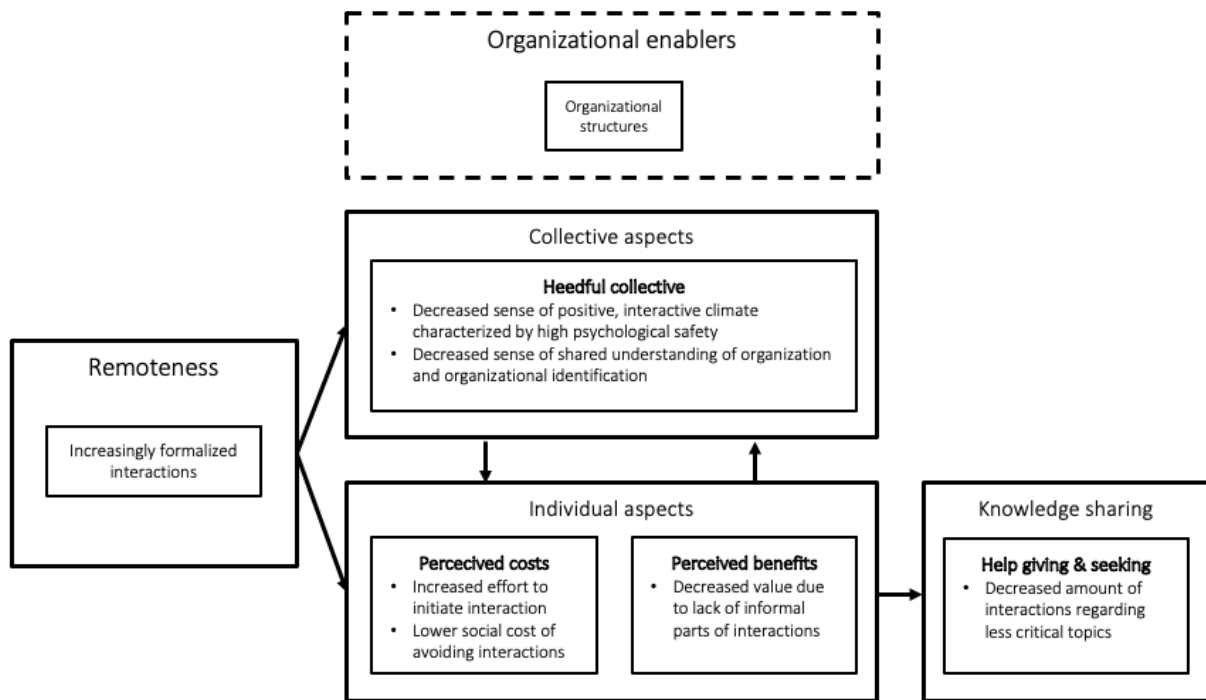 Organizational enablers
Organizational
structures
Collective aspects
Heedful collective
• Decreased sense of positive, interactive climate
characterized by high psychological safety
• Decreased sense of shared understanding of organization
and organizational identification
Remoteness
Increasingly formalized
interactions
Individual aspects
Percecived costs
• Increased effort to
initiate interaction
• Lower social cost of
avoiding interactions
Perceived benefits
• Decreased value due
to lack of informal
parts of interactions
Knowledge sharing
Help giving & seeking
• Decreased amount of
interactions regarding
less critical topics